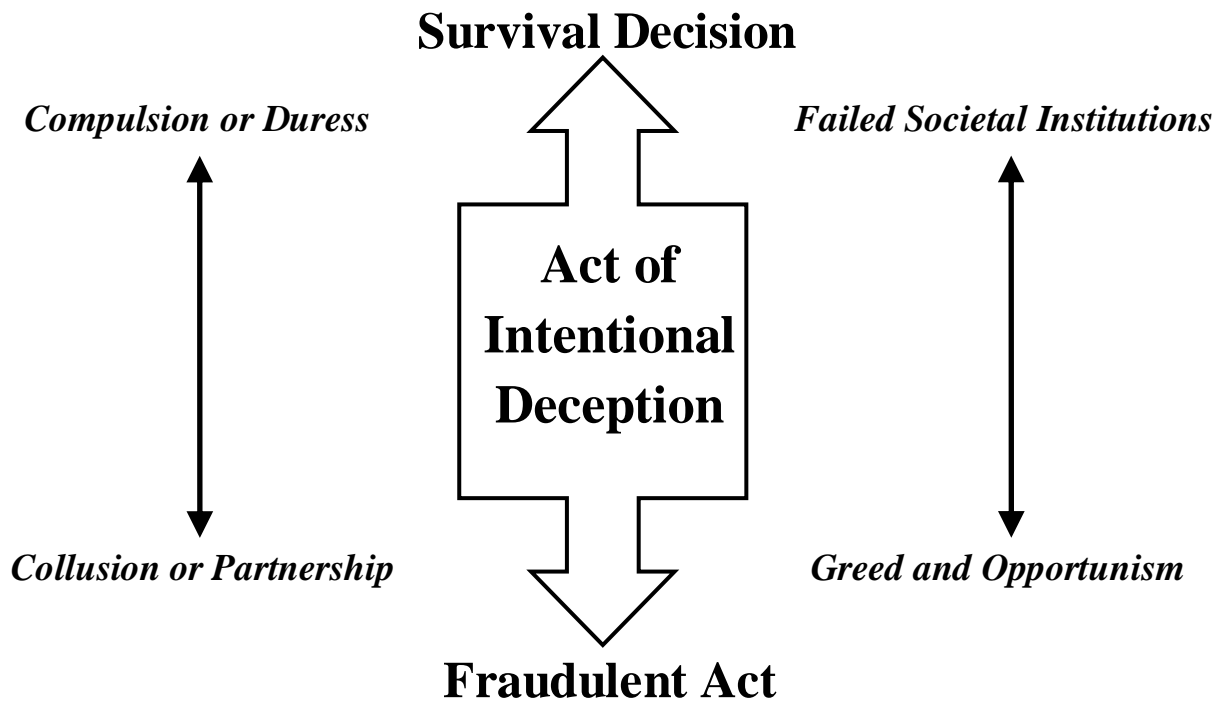 Survival Decision
Compulsion or Duress
Failed Societal Institutions
Act of
Intentional
Deception
Collusion or Partnership
Greed and Opportunism
Fraudulent Act